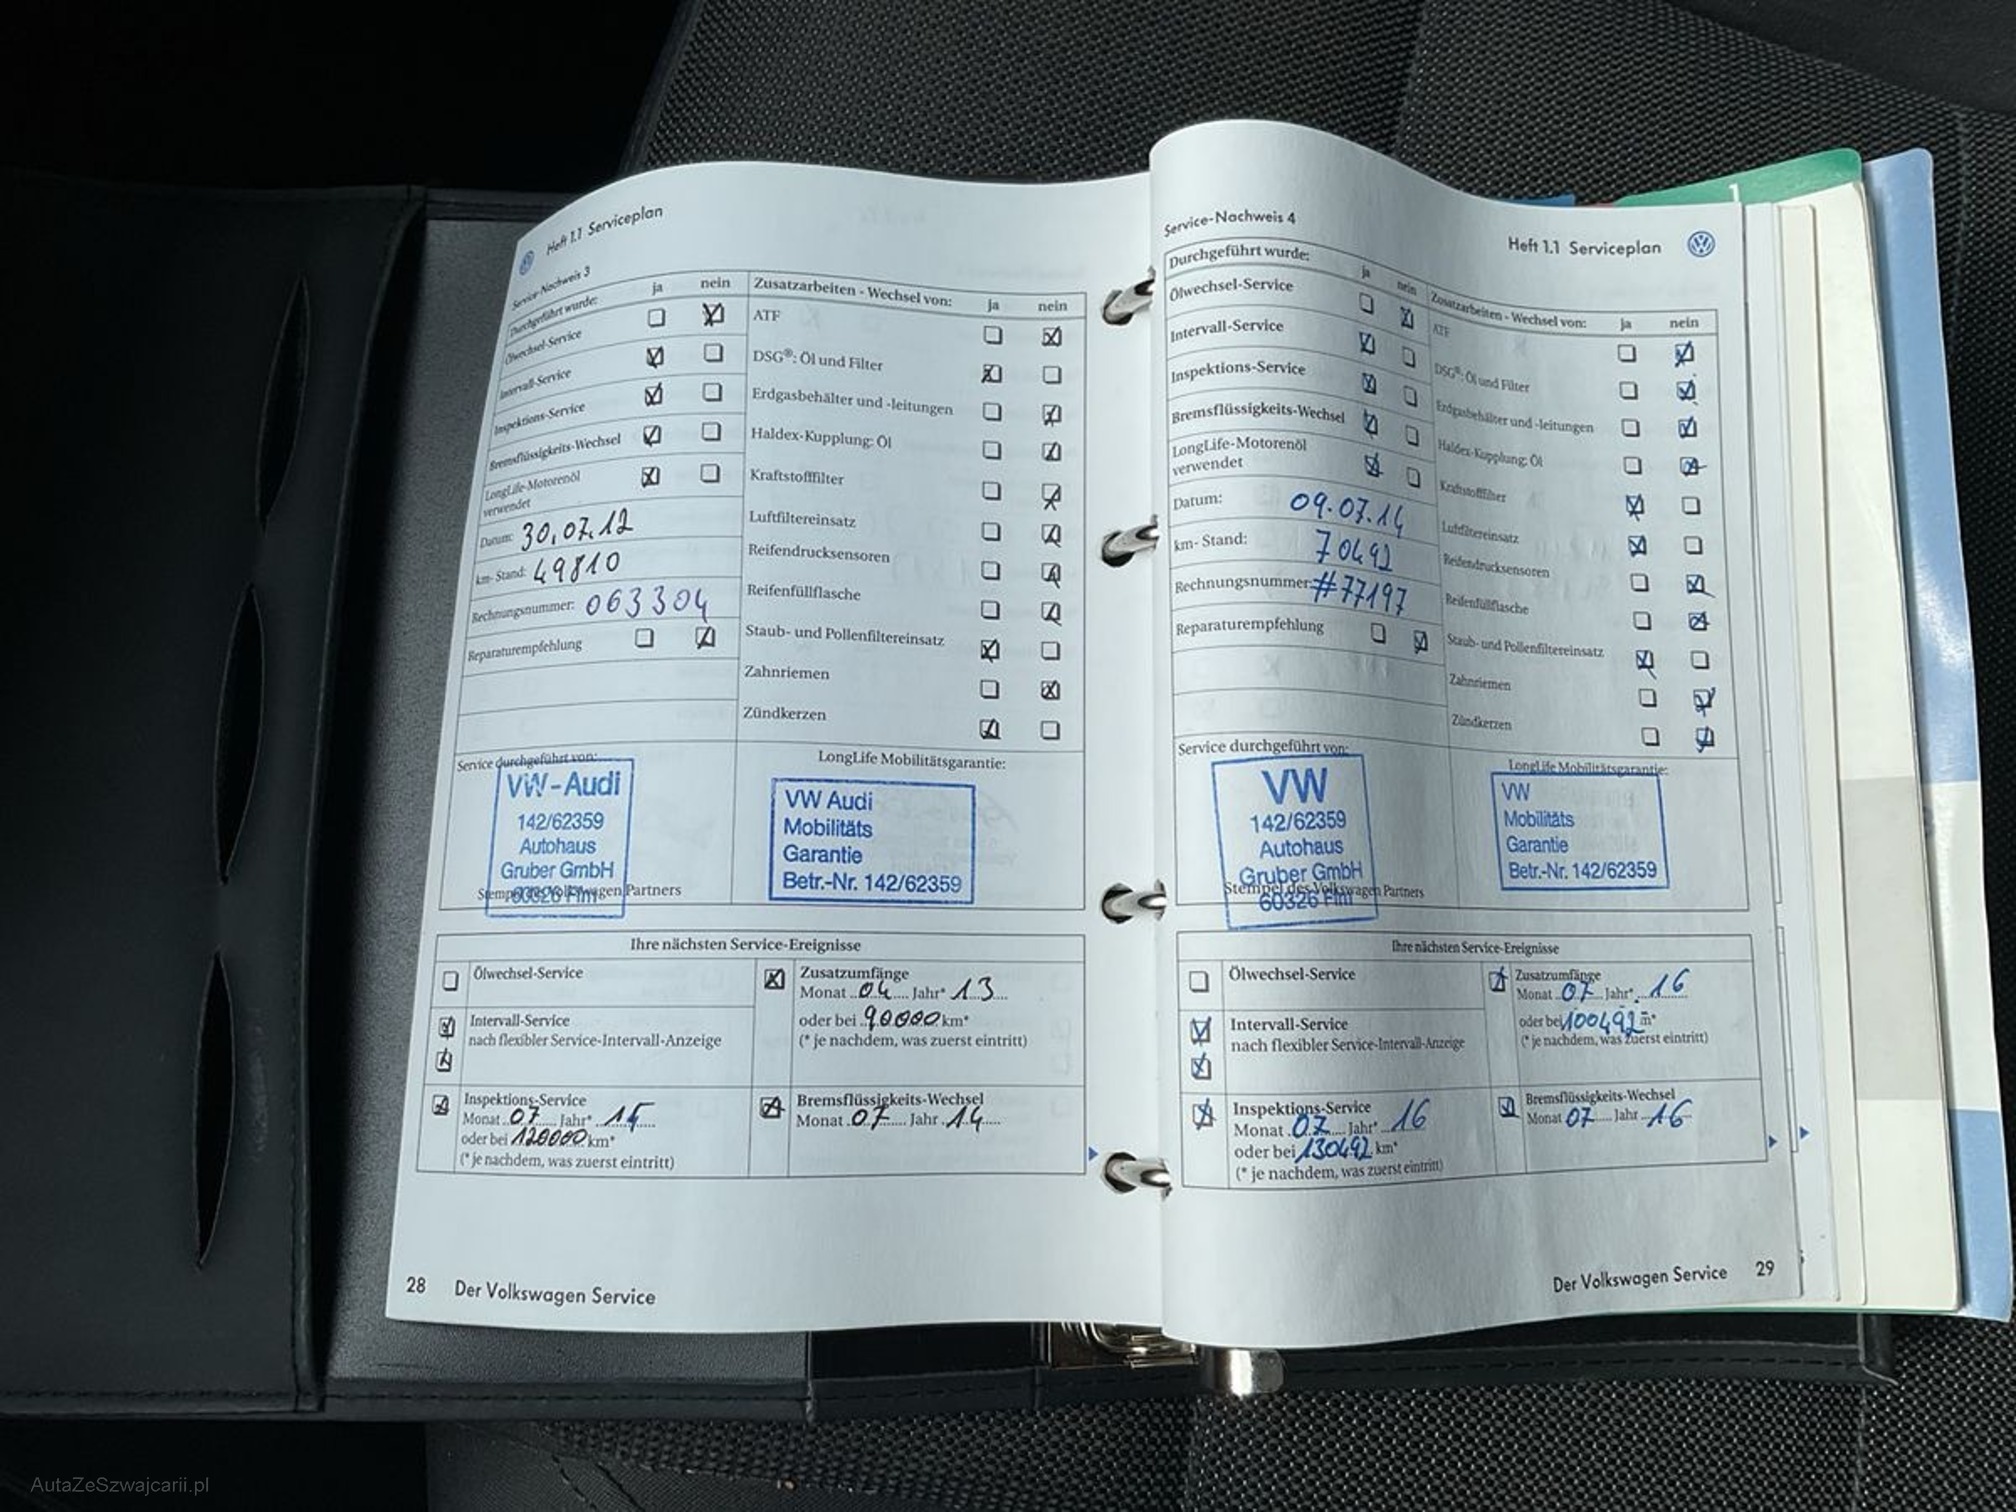 Heft 1.1 Serviceplan
Service-Nachweis 3
Durchgeführt wurde: ja nein
Ölwechsel-Service
Intervall-Service
Inspektions-Service
Bremsflüssigkeits-Wechsel
LongLife-Motorenöl
verwendet
Datum: 30.07.12
km-Stand: 49810
Rechnungsnummer: 063304
Reparaturempfehlung
Zusatzarbeiten - Wechsel von: ja nein
ATF
DSG®: Öl und Filter
Erdgasbehälter und -leitungen
Haldex-Kupplung: Öl
Kraftstofffilter
Luftfiltereinsatz
Reifendrucksensoren
Reifenfüllflasche
Staub- und Pollenfiltereinsatz
Zahnriemen
Zündkerzen
Service durchgeführt von:
VW-Audi
142/62359
Autohaus
Gruber GmbH
60326 Ffm
Stempel des Volkswagen Partners
LongLife Mobilitätsgarantie:
VW Audi
Mobilitäts
Garantie
Betr.-Nr. 142/62359
Ihre nächsten Service-Ereignisse
Ölwechsel-Service
Intervall-Service
nach flexibler Service-Intervall-Anzeige
Inspektions-Service
Monat 07 Jahr* 15
oder bei 120000 km*
(* je nachdem, was zuerst eintritt)
Zusatzumfänge
Monat 04 Jahr* 13
oder bei 90000 km*
(* je nachdem, was zuerst eintritt)
Bremsflüssigkeits-Wechsel
Monat 07 Jahr 14
28 Der Volkswagen Service
Service-Nachweis 4
Heft 1.1 Serviceplan
Durchgeführt wurde: ja nein
Ölwechsel-Service
Intervall-Service
Inspektions-Service
Bremsflüssigkeits-Wechsel
LongLife-Motorenöl
verwendet
Datum: 09.07.14
km-Stand: 70492
Rechnungsnummer: #77197
Reparaturempfehlung
Zusatzarbeiten - Wechsel von: ja nein
ATF
DSG®: Öl und Filter
Erdgasbehälter und -leitungen
Haldex-Kupplung: Öl
Kraftstofffilter
Luftfiltereinsatz
Reifendrucksensoren
Reifenfüllflasche
Staub- und Pollenfiltereinsatz
Zahnriemen
Zündkerzen
Service durchgeführt von:
VW
142/62359
Autohaus
Gruber GmbH
60326 Ffm
Stempel des Volkswagen Partners
LongLife Mobilitätsgarantie:
VW
Mobilitäts
Garantie
Betr.-Nr. 142/62359
Ihre nächsten Service-Ereignisse
Ölwechsel-Service
Intervall-Service
nach flexibler Service-Intervall-Anzeige
Inspektions-Service
Monat 07 Jahr* 16
oder bei 130492 km*
(* je nachdem, was zuerst eintritt)
Zusatzumfänge
Monat 07 Jahr* 16
oder bei 100492 m*
(* je nachdem, was zuerst eintritt)
Bremsflüssigkeits-Wechsel
Monat 07 Jahr 16
Der Volkswagen Service 29
AutaZeSzwajcarii.pl